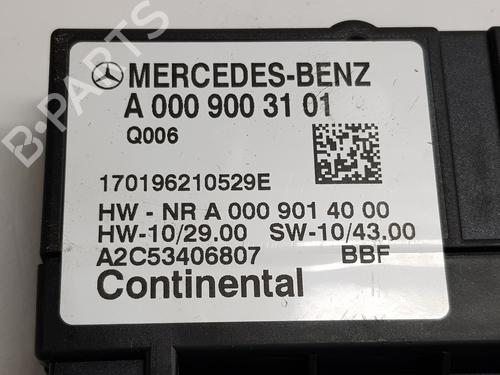 MERCEDES-BENZ
A 000 900 31 01
Q006
170196210529E
HW - NR A 000 901 40 00
HW-10/29.00 SW-10/43.00
A2C53406807 BBF
Continental
B-PARTS